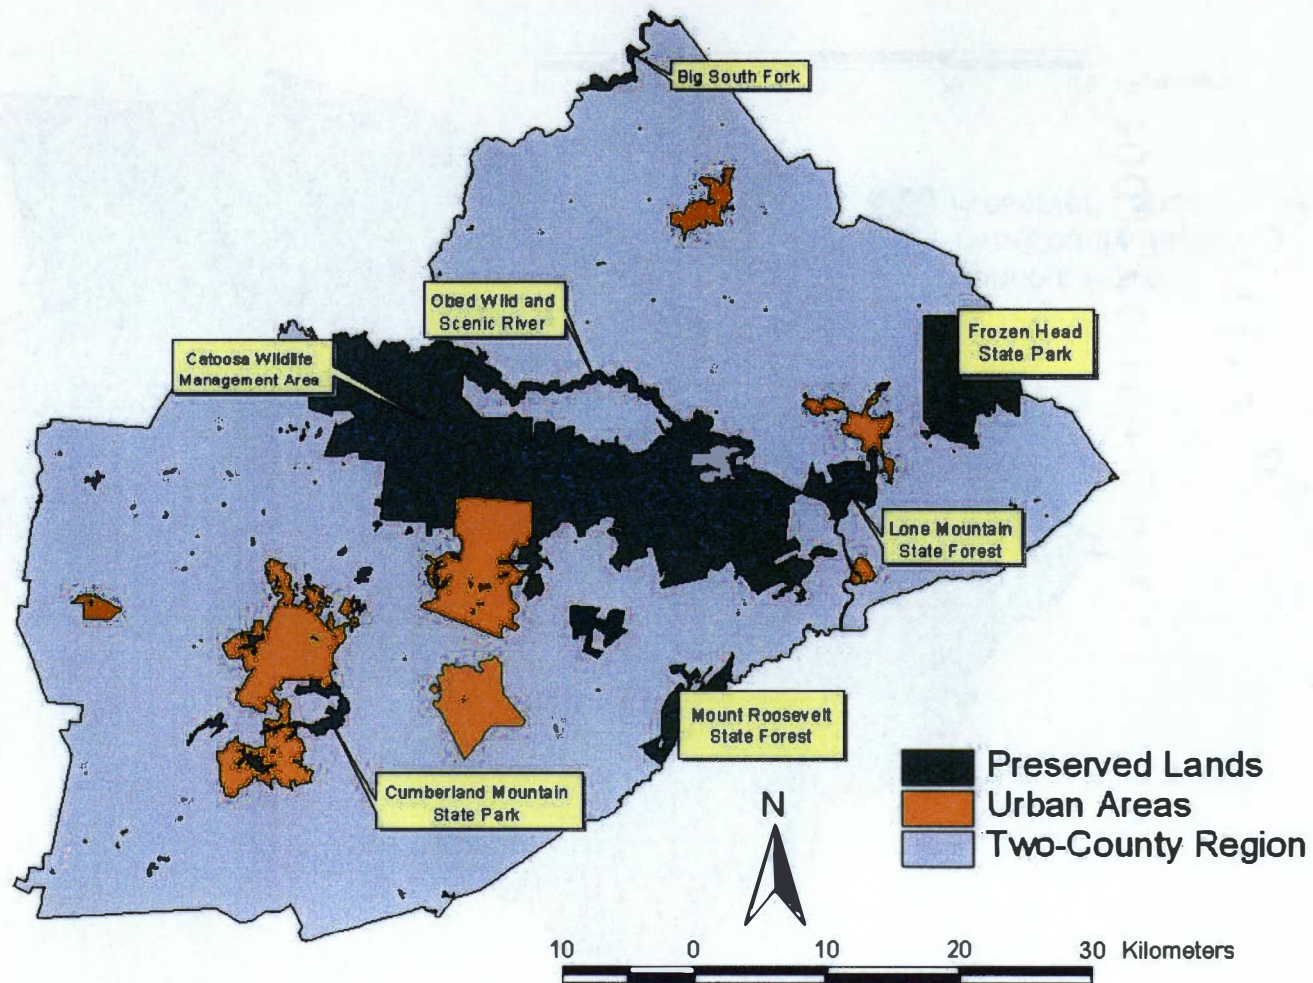 Big South Fork
Obed Wild and
Scenic River
Frozen Head
State Park
Catoosa Wildlife
Management Area
Lone Mountain
State Forest
Mount Roosevelt
State Forest
Cumberland Mountain
State Park
Preserved Lands
Urban Areas
Two-County Region
N
10 0 10 20 30 Kilometers